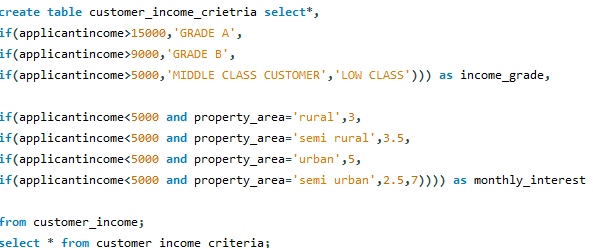 create table customer_income_crietria select*,
if(applicantincome>15000,'GRADE A',
if(applicantincome>9000,'GRADE B',
if(applicantincome>5000,'MIDDLE CLASS CUSTOMER','LOW CLASS'))) as income_grade,
if(applicantincome<5000 and property_area='rural',3,
if(applicantincome<5000 and property_area='semi rural',3.5,
if(applicantincome<5000 and property_area='urban',5,
if(applicantincome<5000 and property_area='semi urban',2.5,7)))) as monthly_interest
from customer_income;
select * from customer_income_criteria;